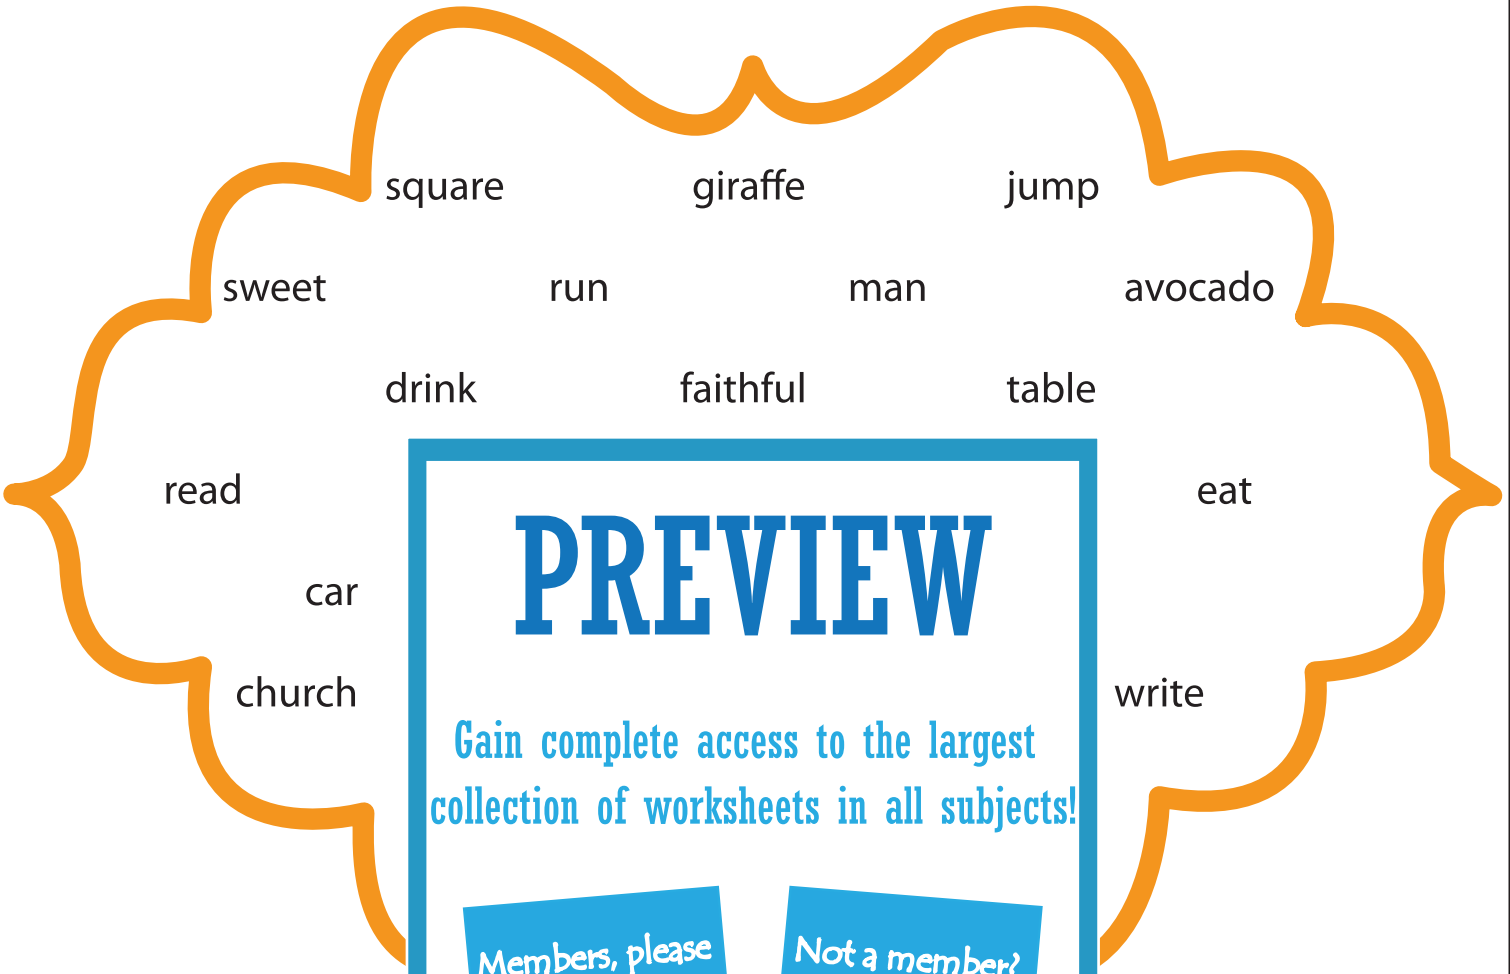 square giraffe jump
sweet run man avocado
drink faithful table
read eat
PREVIEW
car
church write
Gain complete access to the largest
collection of worksheets in all subjects!
Members, please
Not a member?